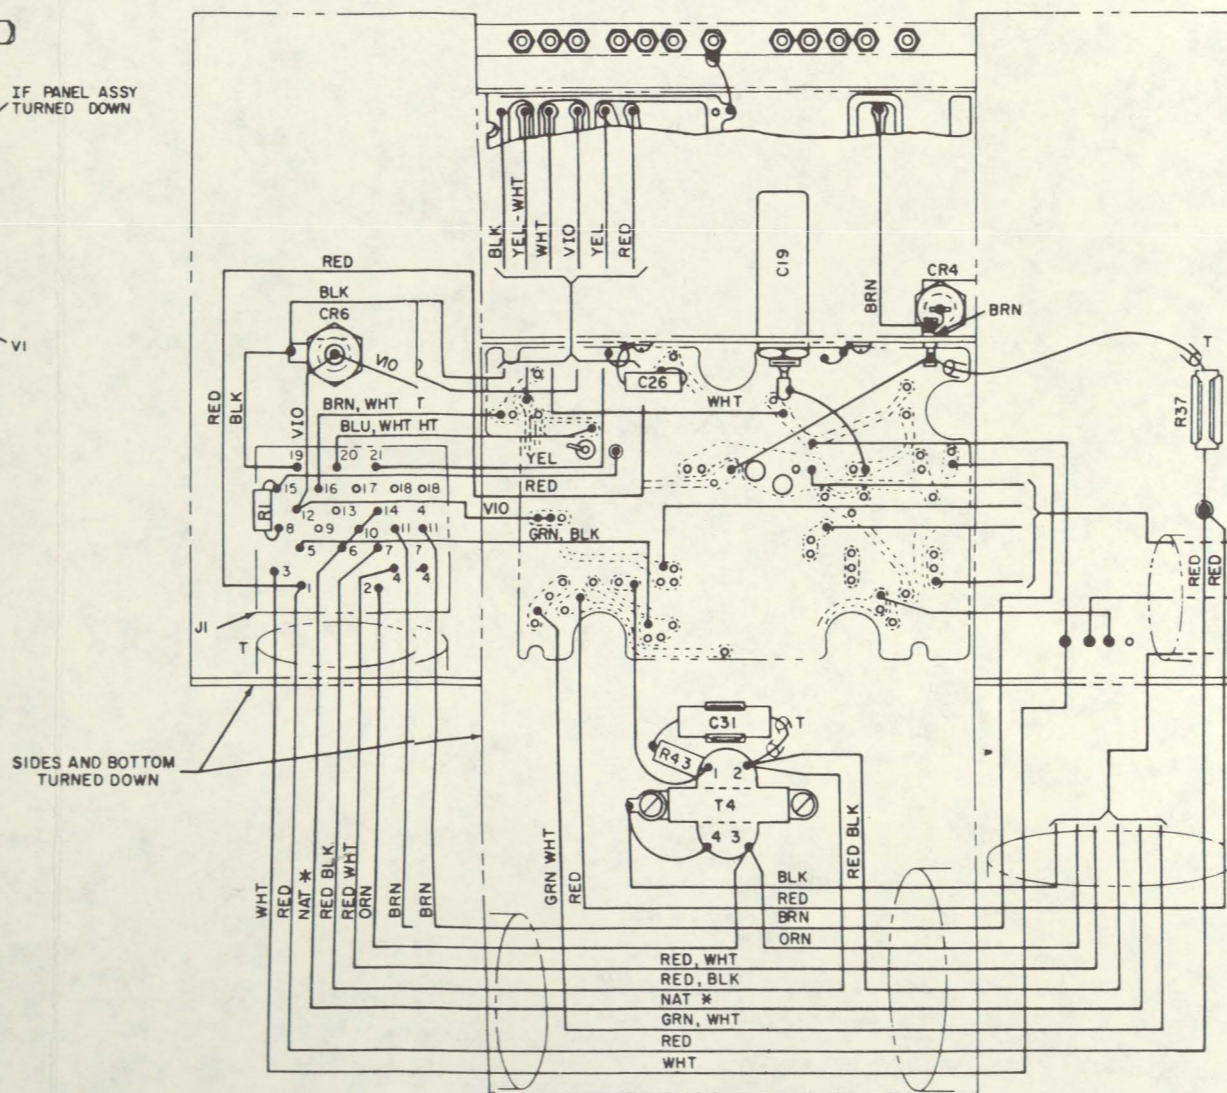 IF PANEL ASSY
TURNED DOWN
V1
BLK
YEL-WHT
WHT
VIO
YEL
RED
C19
BRN
CR4
BRN
RED
BLK
CR6
VIO
T
RED
BLK
VIO
BRN, WHT T
BLU, WHT HT
C26
WHT
YEL
RED
R37
19
20
21
15
16
17
18
18
R1
12
13
14
4
VIO
8
9
10
11
11
GRN, BLK
5
6
7
7
3
1
2
4
4
RED
RED
J1
T
C31
T
R43
SIDES AND BOTTOM
TURNED DOWN
1
2
T4
4
3
WHT
RED
NAT *
RED BLK
RED WHT
ORN
BRN
BRN
GRN WHT
RED
RED BLK
BLK
RED
BRN
ORN
RED, WHT
RED, BLK
NAT *
GRN, WHT
RED
WHT